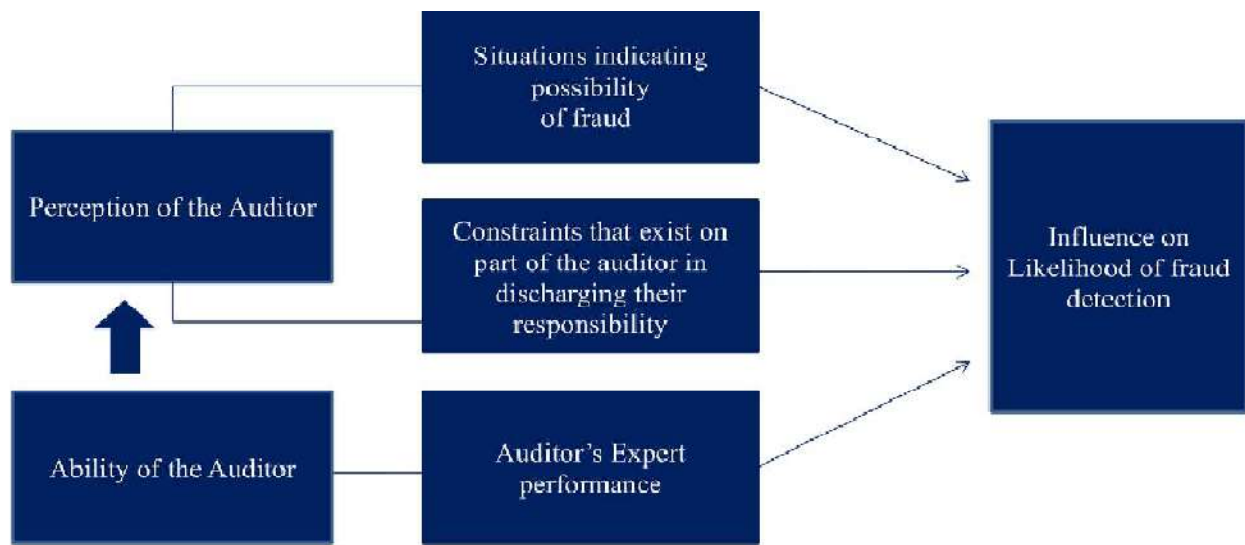 Situations indicating
possibility
of fraud
Perception of the Auditor
Constraints that exist on
part of the auditor in
discharging their
responsibility
Influence on
Likelihood of fraud
detection
Ability of the Auditor
Auditor’s Expert
performance